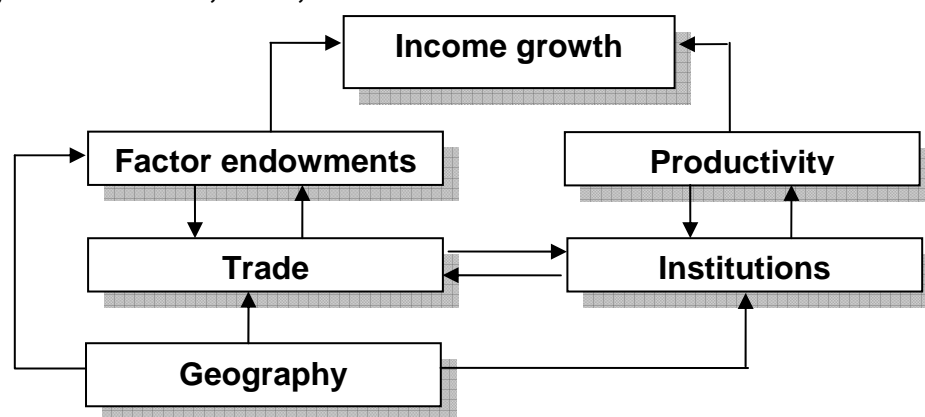 Income growth
Factor endowments
Productivity
Trade
Institutions
Geography